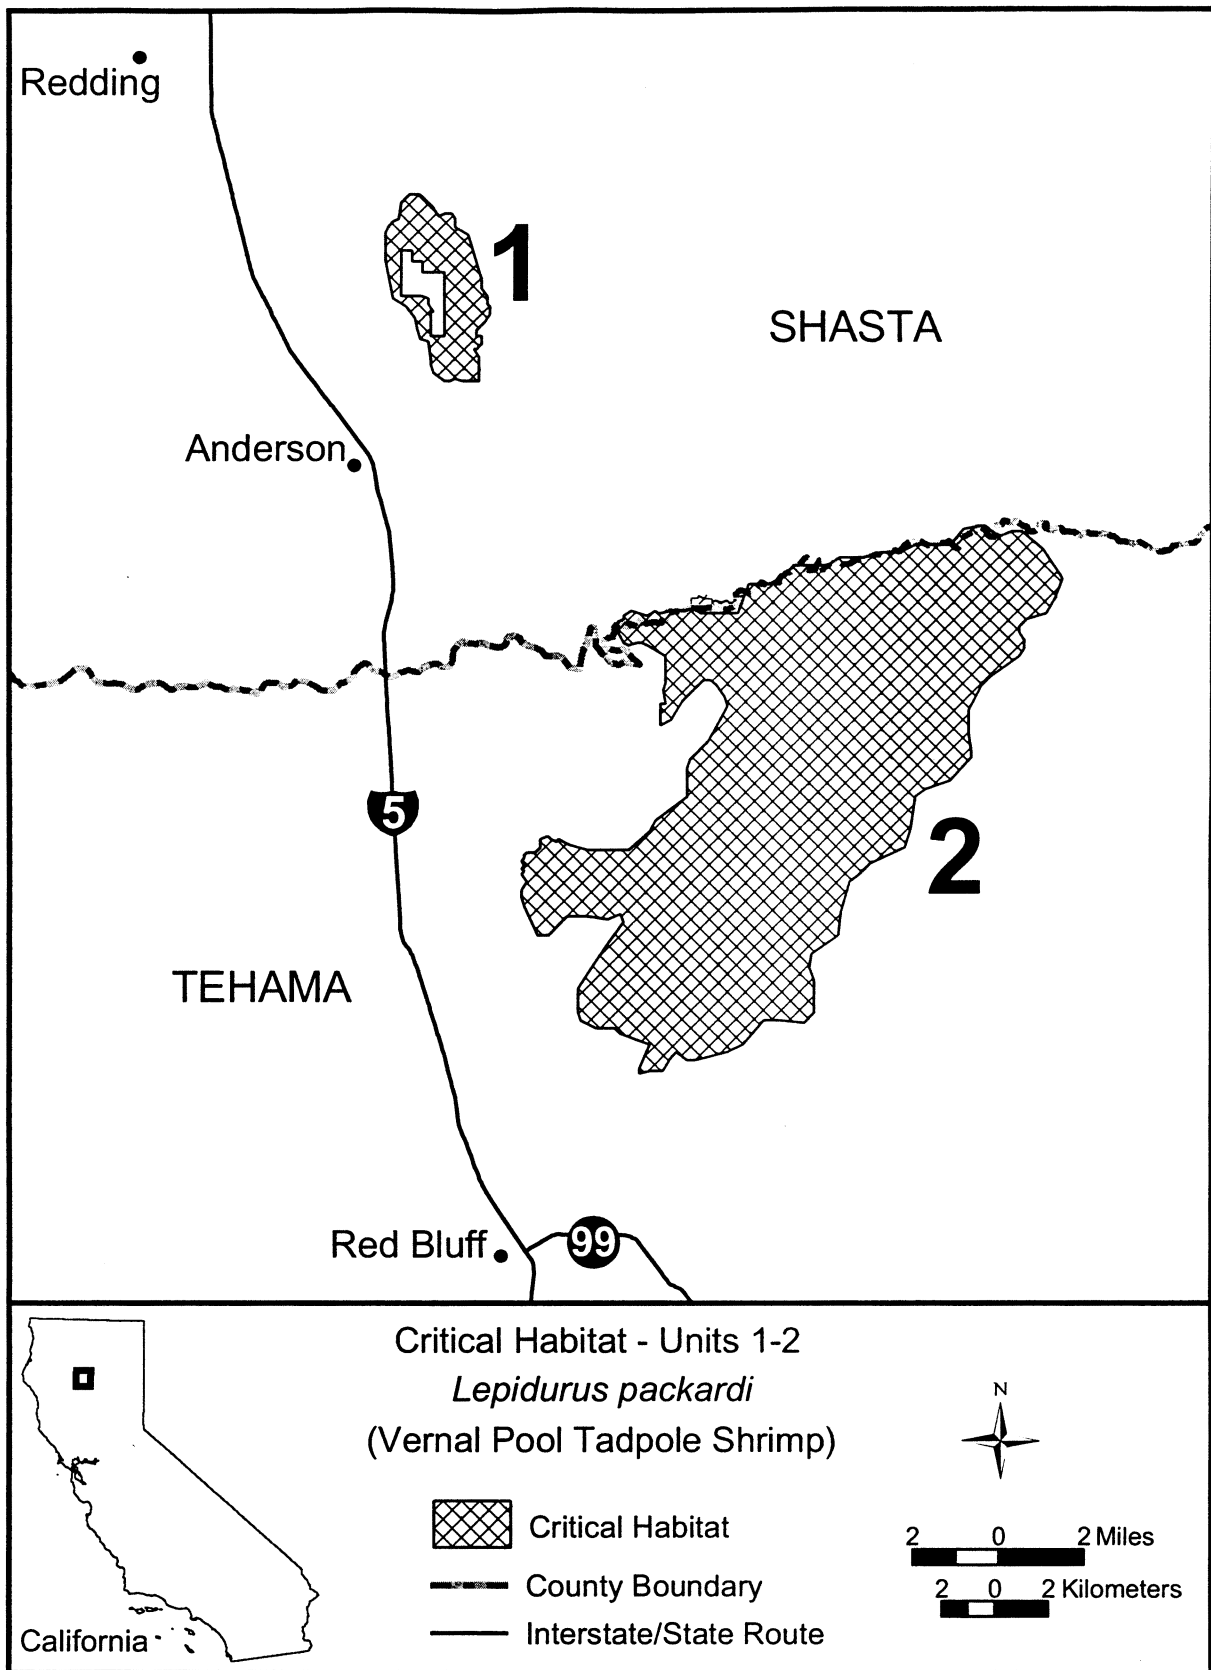 Redding
1
SHASTA
Anderson
5
2
TEHAMA
Red Bluff
99
Critical Habitat - Units 1-2
Lepidurus packardi
(Vernal Pool Tadpole Shrimp)
N
Critical Habitat
County Boundary
Interstate/State Route
2 0 2 Miles
2 0 2 Kilometers
California